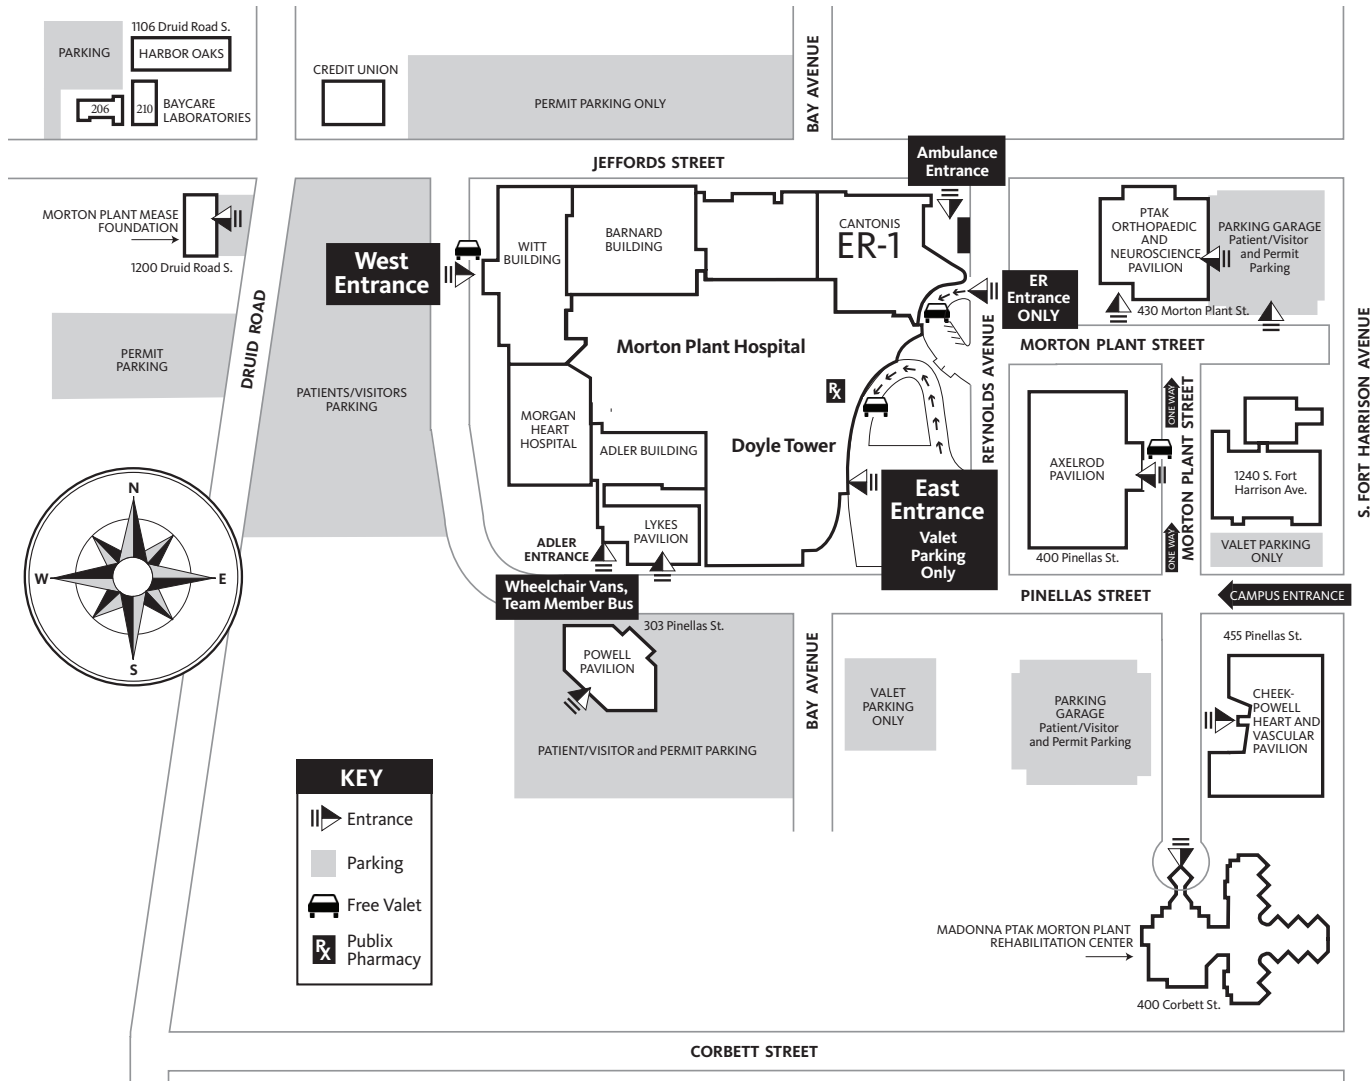 1106 Druid Road S.
PARKING
HARBOR OAKS
206
210
BAYCARE
LABORATORIES
CREDIT UNION
PERMIT PARKING ONLY
BAY AVENUE
JEFFORDS STREET
Ambulance
Entrance
MORTON PLANT MEASE
FOUNDATION
1200 Druid Road S.
DRUID ROAD
PERMIT
PARKING
PATIENTS/VISITORS
PARKING
West
Entrance
WITT
BUILDING
BARNARD
BUILDING
CANTONIS
ER-1
ER
Entrance
ONLY
PTAK
ORTHOPAEDIC
AND
NEUROSCIENCE
PAVILION
PARKING GARAGE
Patient/Visitor
and Permit
Parking
430 Morton Plant St.
MORTON PLANT STREET
REYNOLDS AVENUE
S. FORT HARRISON AVENUE
Morton Plant Hospital
Rx
MORGAN
HEART
HOSPITAL
ADLER BUILDING
Doyle Tower
LYKES
PAVILION
ADLER
ENTRANCE
East
Entrance
Valet
Parking
Only
AXELROD
PAVILION
400 Pinellas St.
ONE WAY
ONE WAY
MORTON PLANT STREET
1240 S. Fort
Harrison Ave.
VALET PARKING
ONLY
N
W
E
S
Wheelchair Vans,
Team Member Bus
PINELLAS STREET
CAMPUS ENTRANCE
303 Pinellas St.
POWELL
PAVILION
PATIENT/VISITOR and PERMIT PARKING
BAY AVENUE
VALET
PARKING
ONLY
PARKING
GARAGE
Patient/Visitor
and Permit Parking
455 Pinellas St.
CHEEK-
POWELL
HEART AND
VASCULAR
PAVILION
KEY
Entrance
Parking
Free Valet
Rx
Publix
Pharmacy
MADONNA PTAK MORTON PLANT
REHABILITATION CENTER
400 Corbett St.
CORBETT STREET